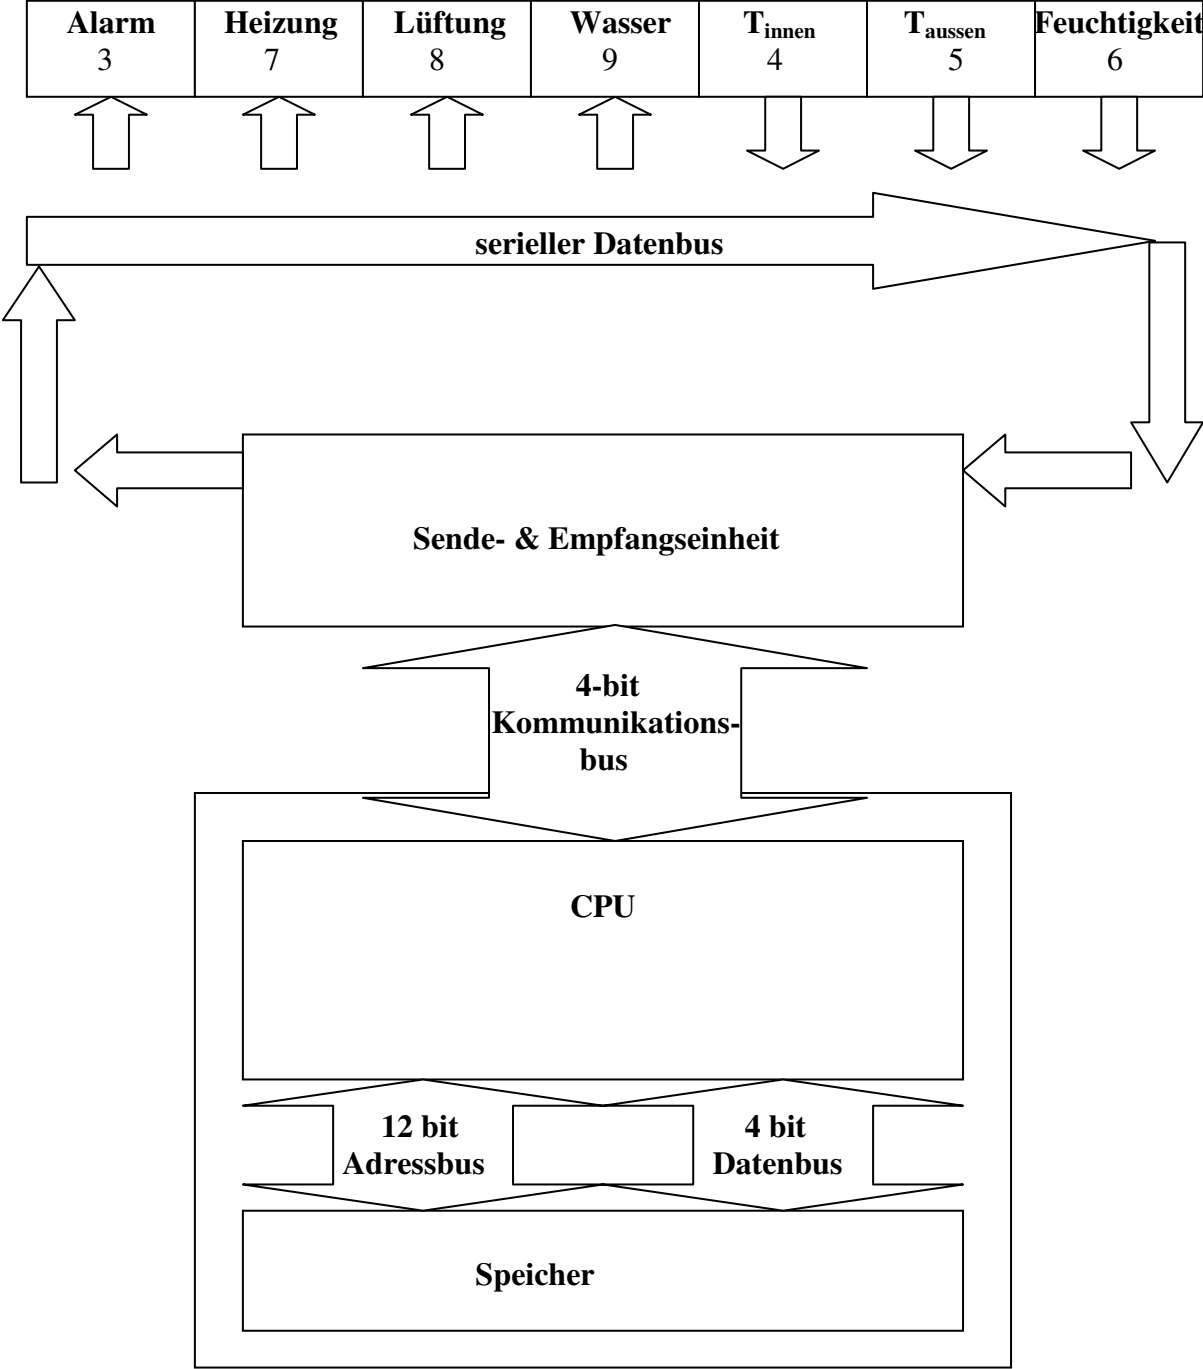 Alarm Heizung Lüftung Wasser Tinnen Taussen Feuchtigkeit
3 7 8 9 4 5 6
serieller Datenbus
Sende- & Empfangseinheit
4-bit
Kommunikations-
bus
CPU
12 bit
Adressbus
4 bit
Datenbus
Speicher